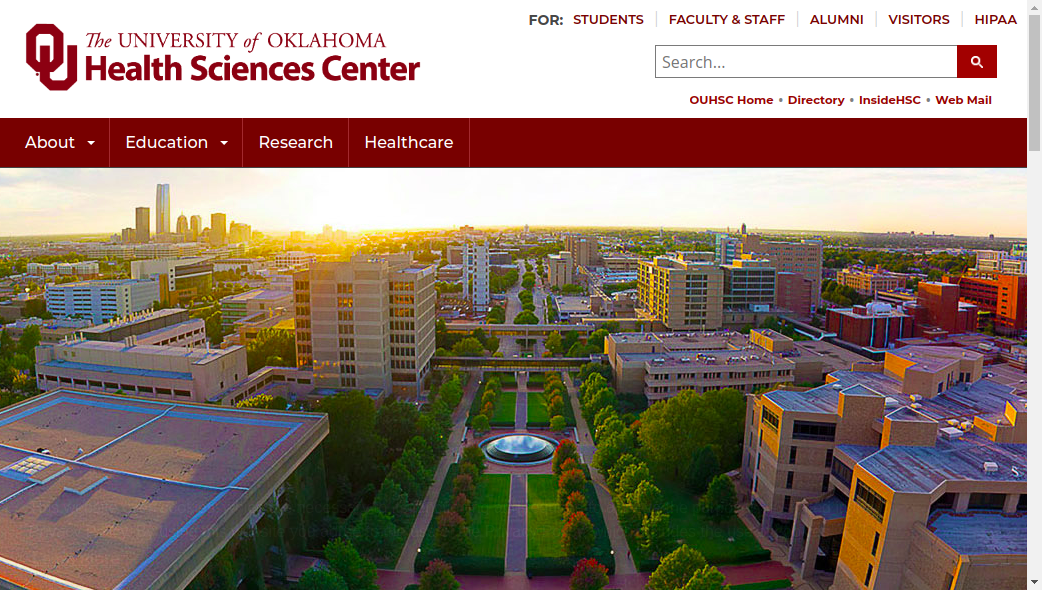 FOR: STUDENTS FACULTY & STAFF ALUMNI VISITORS HIPAA
The UNIVERSITY of OKLAHOMA
Health Sciences Center
Search...
OUHSC Home • Directory • InsideHSC • Web Mail
About Education Research Healthcare